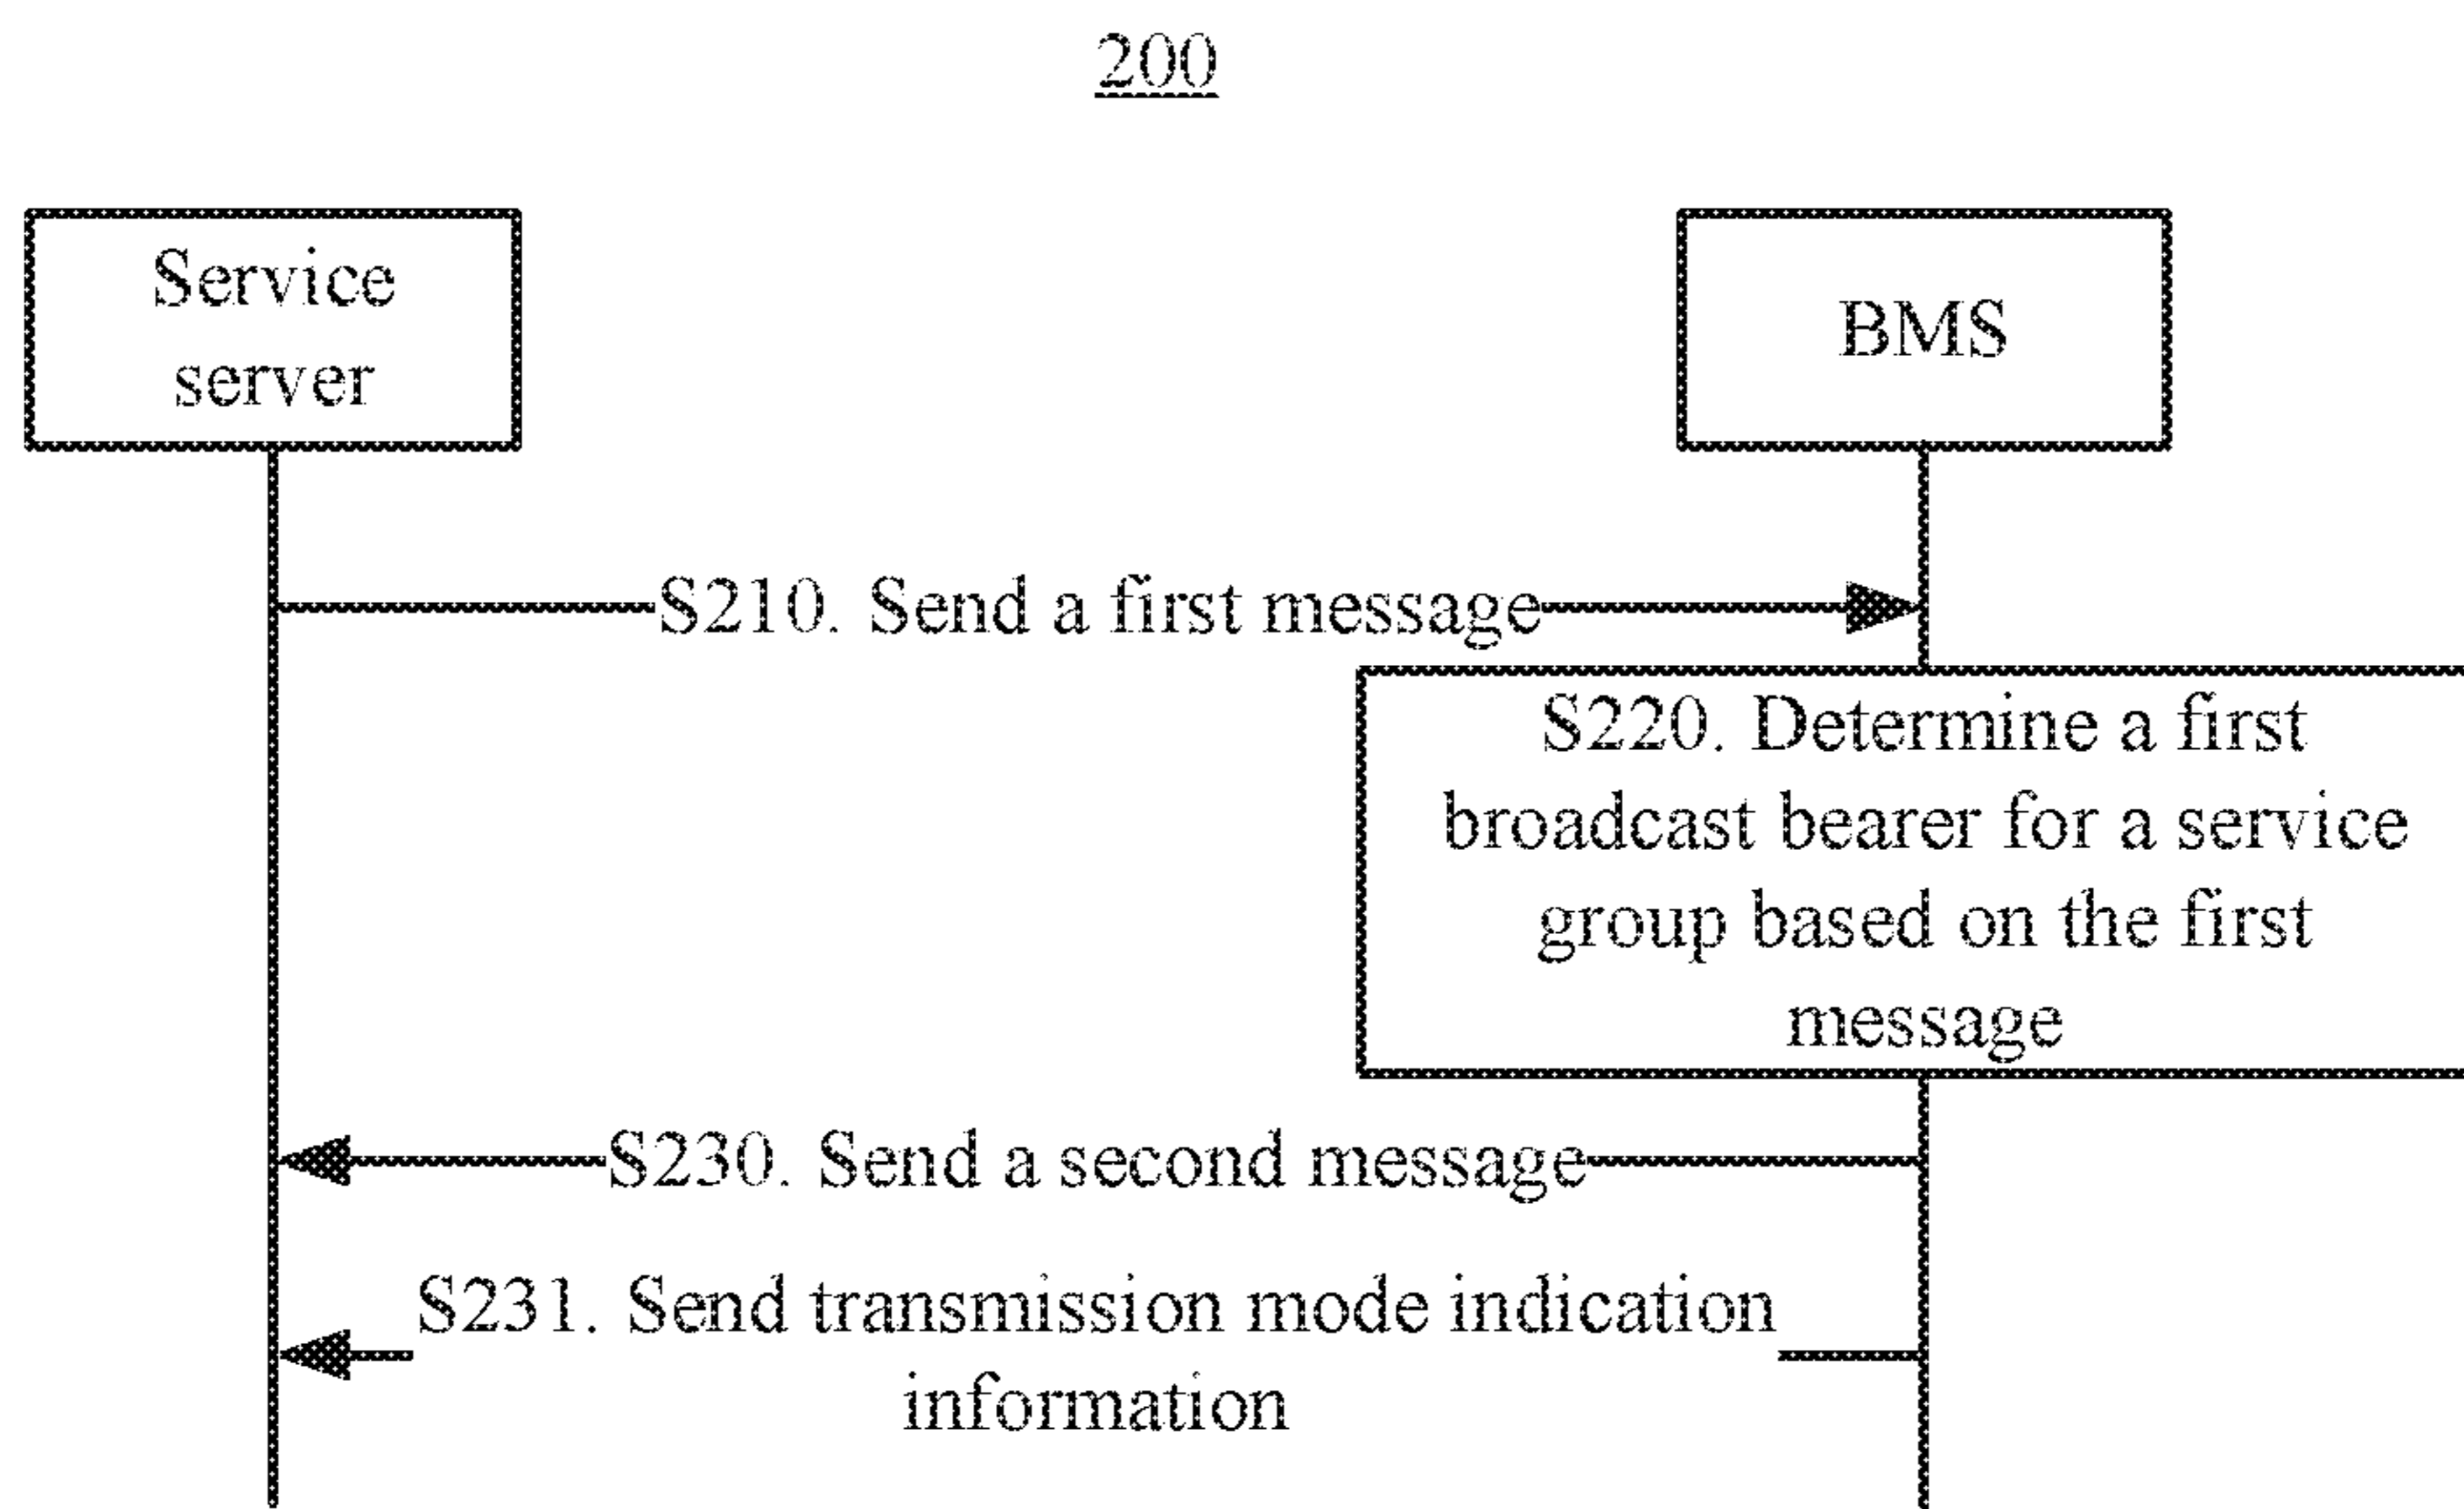 200
Service
server
BMS
S210. Send a first message
S220. Determine a first
broadcast bearer for a service
group based on the first
message
S230. Send a second message
S231. Send transmission mode indication
information